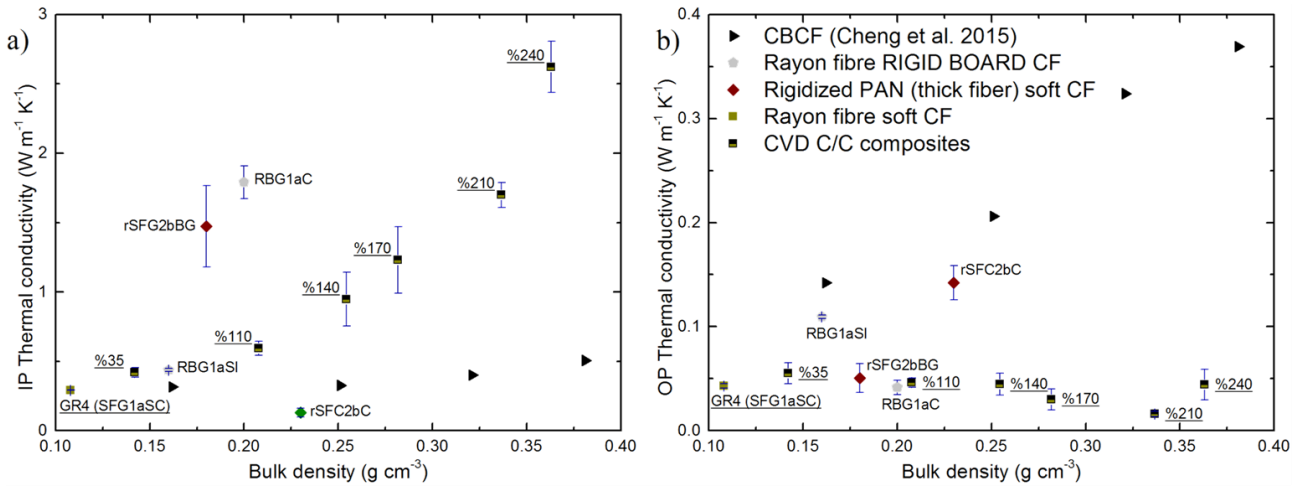 a)
IP Thermal conductivity (W m⁻¹ K⁻¹)
3
2
1
0
%240
%210
%170
%140
%110
%35
RBG1aC
rSFG2bBG
RBG1aSI
GR4 (SFG1aSC)
rSFC2bC
0.10 0.15 0.20 0.25 0.30 0.35 0.40
Bulk density (g cm⁻³)
b)
OP Thermal conductivity (W m⁻¹ K⁻¹)
0.4
0.3
0.2
0.1
0.0
CBCF (Cheng et al. 2015)
Rayon fibre RIGID BOARD CF
Rigidized PAN (thick fiber) soft CF
Rayon fibre soft CF
CVD C/C composites
rSFC2bC
RBG1aSI
rSFG2bBG
%35
%110
%140
%240
%170
GR4 (SFG1aSC)
RBG1aC
%210
0.10 0.15 0.20 0.25 0.30 0.35 0.40
Bulk density (g cm⁻³)